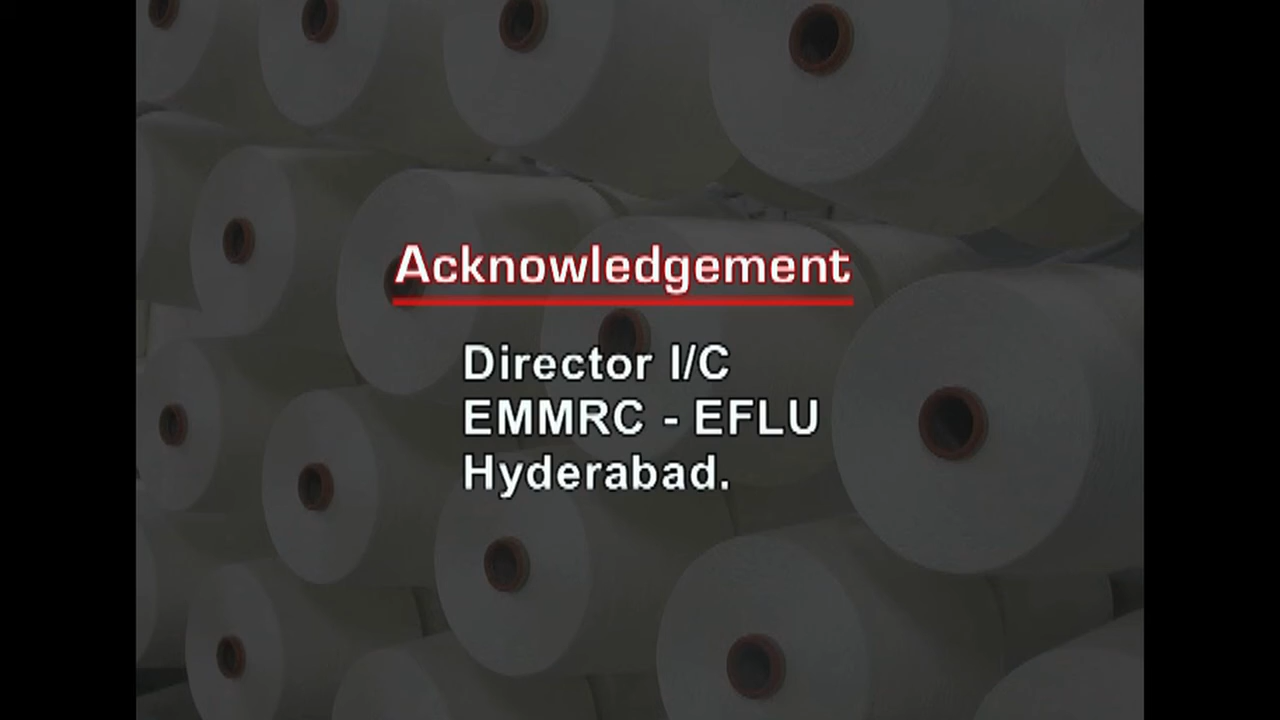 Acknowledgement
Director I/C
EMMRC - EFLU
Hyderabad.